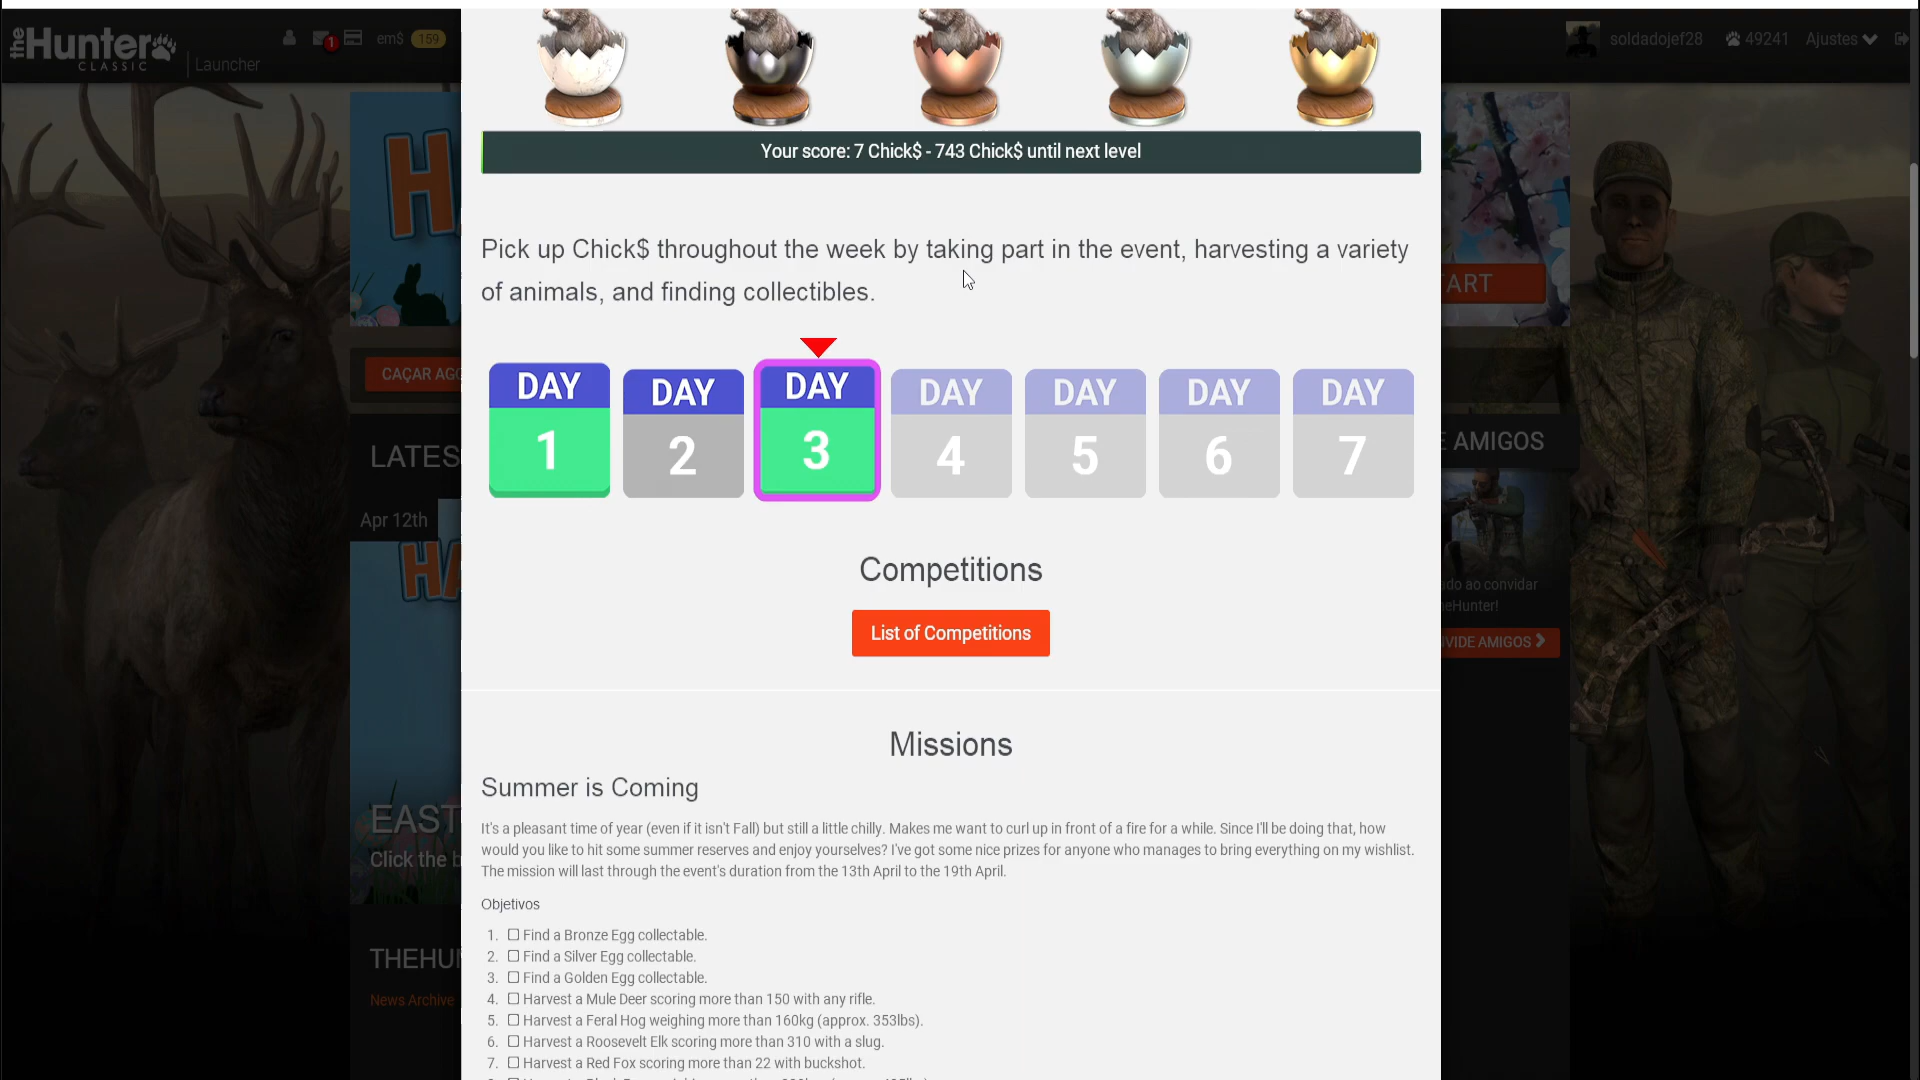 theHunter
CLASSIC
Launcher
1
em$ 159
soldadojef28
49241
Ajustes
Your score: 7 Chick$ - 743 Chick$ until next level
Pick up Chick$ throughout the week by taking part in the event, harvesting a variety
of animals, and finding collectibles.
DAY DAY DAY DAY DAY DAY DAY
1 2 3 4 5 6 7
HA
ART
CAÇAR AGO
LATES
E AMIGOS
Apr 12th
HA
Competitions
List of Competitions
do ao convidar
eHunter!
VIDE AMIGOS
Missions
Summer is Coming
It's a pleasant time of year (even if it isn't Fall) but still a little chilly. Makes me want to curl up in front of a fire for a while. Since I'll be doing that, how
would you like to hit some summer reserves and enjoy yourselves? I've got some nice prizes for anyone who manages to bring everything on my wishlist.
The mission will last through the event's duration from the 13th April to the 19th April.
EAST
Click the b
Objetivos
1. Find a Bronze Egg collectable.
2. Find a Silver Egg collectable.
3. Find a Golden Egg collectable.
4. Harvest a Mule Deer scoring more than 150 with any rifle.
5. Harvest a Feral Hog weighing more than 160kg (approx. 353lbs).
6. Harvest a Roosevelt Elk scoring more than 310 with a slug.
7. Harvest a Red Fox scoring more than 22 with buckshot.
THEHUN
News Archive